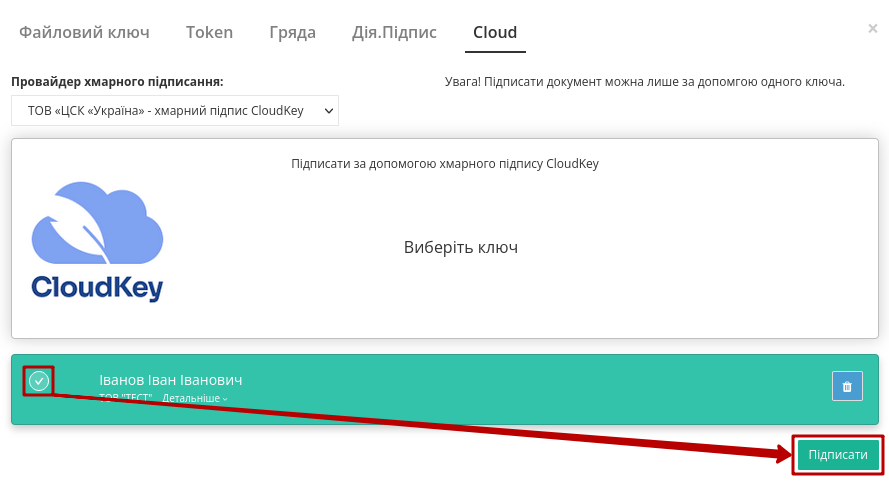 Файловий ключ Token Гряда Дія.Підпис Cloud ×
Провайдер хмарного підписання:
Увага! Підписати документ можна лише за допомгою одного ключа.
ТОВ «ЦСК «Україна» - хмарний підпис CloudKey
Підписати за допомогою хмарного підпису CloudKey
Виберіть ключ
CloudKey
Іванов Іван Іванович
ТОВ "ТЕСТ" Детальніше
Підписати